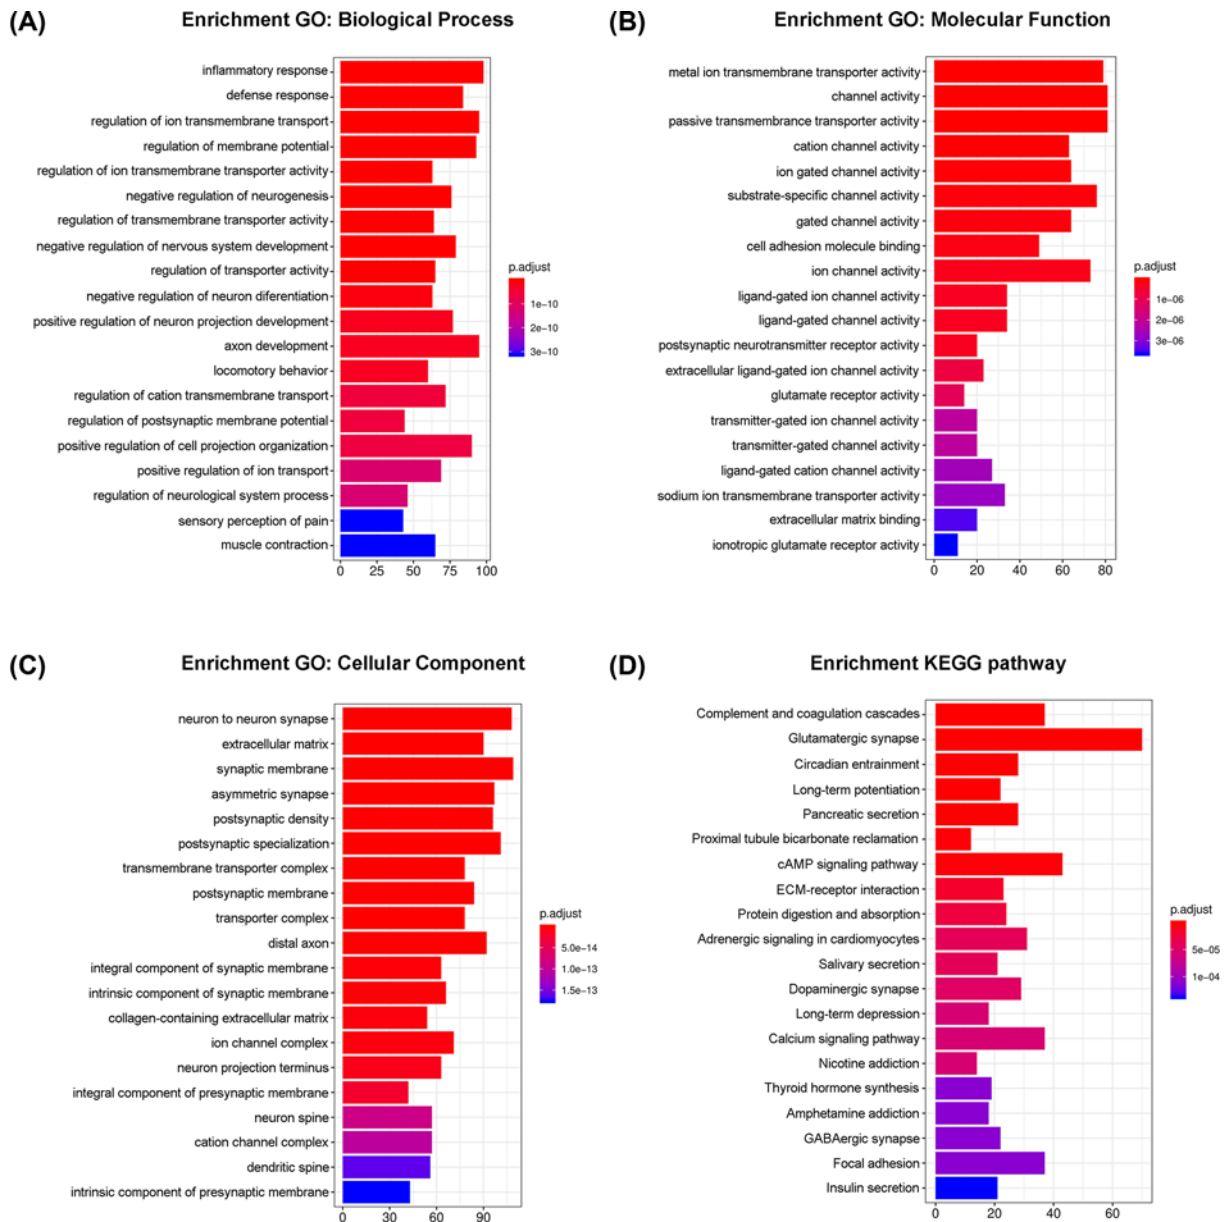 (A)
Enrichment GO: Biological Process
inflammatory response
defense response
regulation of ion transmembrane transport
regulation of membrane potential
regulation of ion transmembrane transporter activity
negative regulation of neurogenesis
regulation of transmembrane transporter activity
negative regulation of nervous system development
regulation of transporter activity
negative regulation of neuron diferentiation
positive regulation of neuron projection development
axon development
locomotory behavior
regulation of cation transmembrane transport
regulation of postsynaptic membrane potential
positive regulation of cell projection organization
positive regulation of ion transport
regulation of neurological system process
sensory perception of pain
muscle contraction
0 25 50 75 100
p.adjust
1e-10
2e-10
3e-10
(B)
Enrichment GO: Molecular Function
metal ion transmembrane transporter activity
channel activity
passive transmembrance transporter activity
cation channel activity
ion gated channel activity
substrate-specific channel activity
gated channel activity
cell adhesion molecule binding
ion channel activity
ligand-gated ion channel activity
ligand-gated channel activity
postsynaptic neurotransmitter receptor activity
extracellular ligand-gated ion channel activity
glutamate receptor activity
transmitter-gated ion channel activity
transmitter-gated channel activity
ligand-gated cation channel activity
sodium ion transmembrane transporter activity
extracellular matrix binding
ionotropic glutamate receptor activity
0 20 40 60 80
p.adjust
1e-06
2e-06
3e-06
(C)
Enrichment GO: Cellular Component
neuron to neuron synapse
extracellular matrix
synaptic membrane
asymmetric synapse
postsynaptic density
postsynaptic specialization
transmembrane transporter complex
postsynaptic membrane
transporter complex
distal axon
integral component of synaptic membrane
intrinsic component of synaptic membrane
collagen-containing extracellular matrix
ion channel complex
neuron projection terminus
integral component of presynaptic membrane
neuron spine
cation channel complex
dendritic spine
intrinsic component of presynaptic membrane
0 30 60 90
p.adjust
5.0e-14
1.0e-13
1.5e-13
(D)
Enrichment KEGG pathway
Complement and coagulation cascades
Glutamatergic synapse
Circadian entrainment
Long-term potentiation
Pancreatic secretion
Proximal tubule bicarbonate reclamation
cAMP signaling pathway
ECM-receptor interaction
Protein digestion and absorption
Adrenergic signaling in cardiomyocytes
Salivary secretion
Dopaminergic synapse
Long-term depression
Calcium signaling pathway
Nicotine addiction
Thyroid hormone synthesis
Amphetamine addiction
GABAergic synapse
Focal adhesion
Insulin secretion
0 20 40 60
p.adjust
5e-05
1e-04